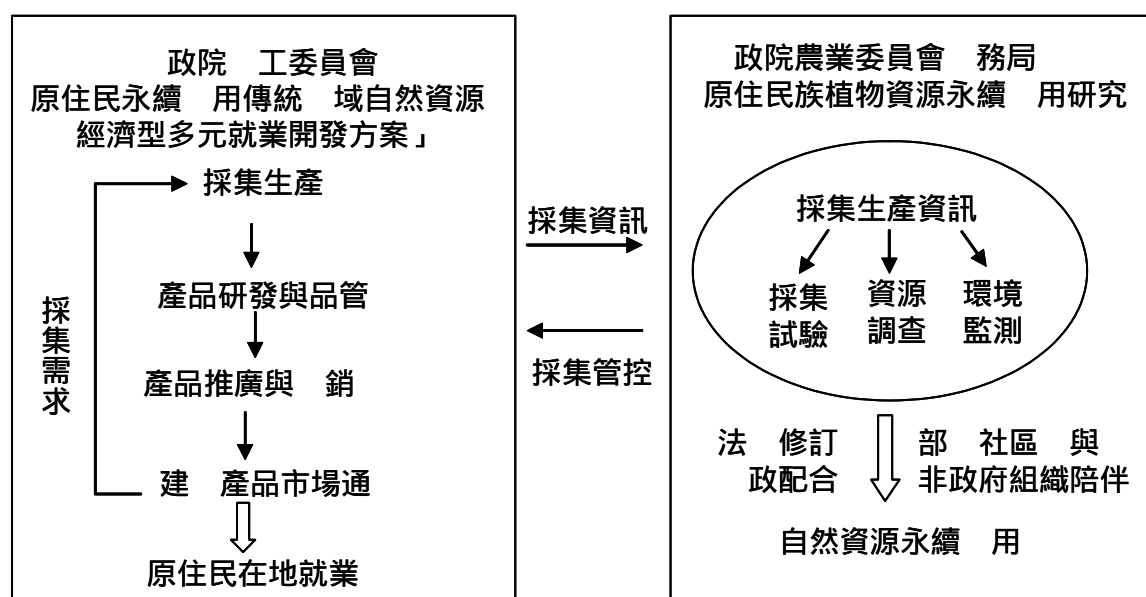 政院 工委員會
原住民永續 用傳統 域自然資源
經濟型多元就業開發方案」
採集生產
產品研發與品管
產品推廣與 銷
建 產品市場通
原住民在地就業
採集需求
採集資訊
採集管控
政院農業委員會 務局
原住民族植物資源永續 用研究
採集生產資訊
採集
試驗
資源
調查
環境
監測
法 修訂
政配合
部 社區 與
非政府組織陪伴
自然資源永續 用